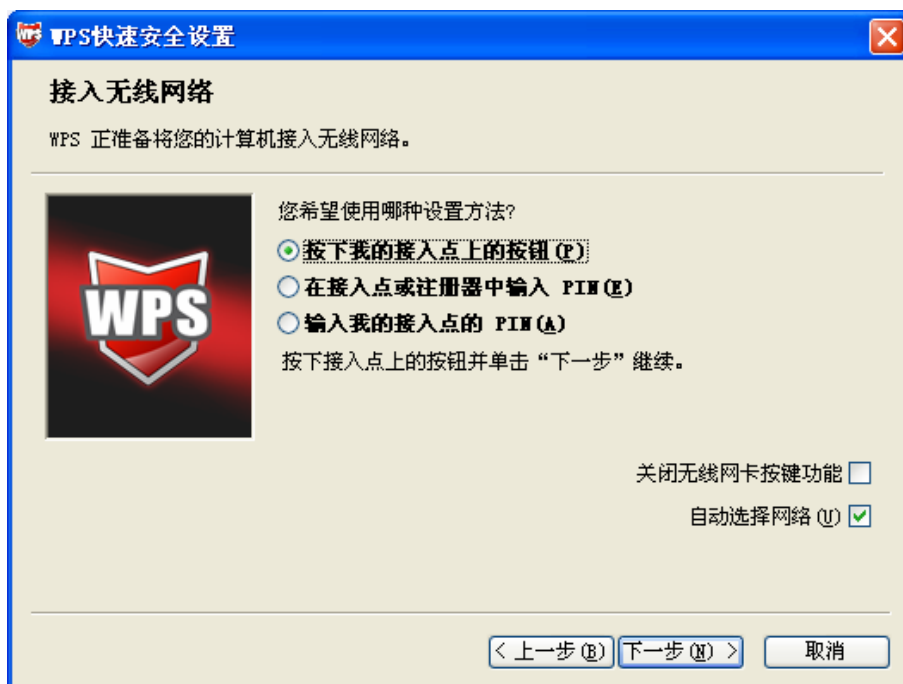 WPS快速安全设置
接入无线网络
WPS 正准备将您的计算机接入无线网络。
WPS
您希望使用哪种设置方法?
按下我的接入点上的按钮(P)
在接入点或注册器中输入 PIN(E)
输入我的接入点的 PIN(A)
按下接入点上的按钮并单击“下一步”继续。
关闭无线网卡按键功能
自动选择网络(U)
< 上一步(B)
下一步(N) >
取消